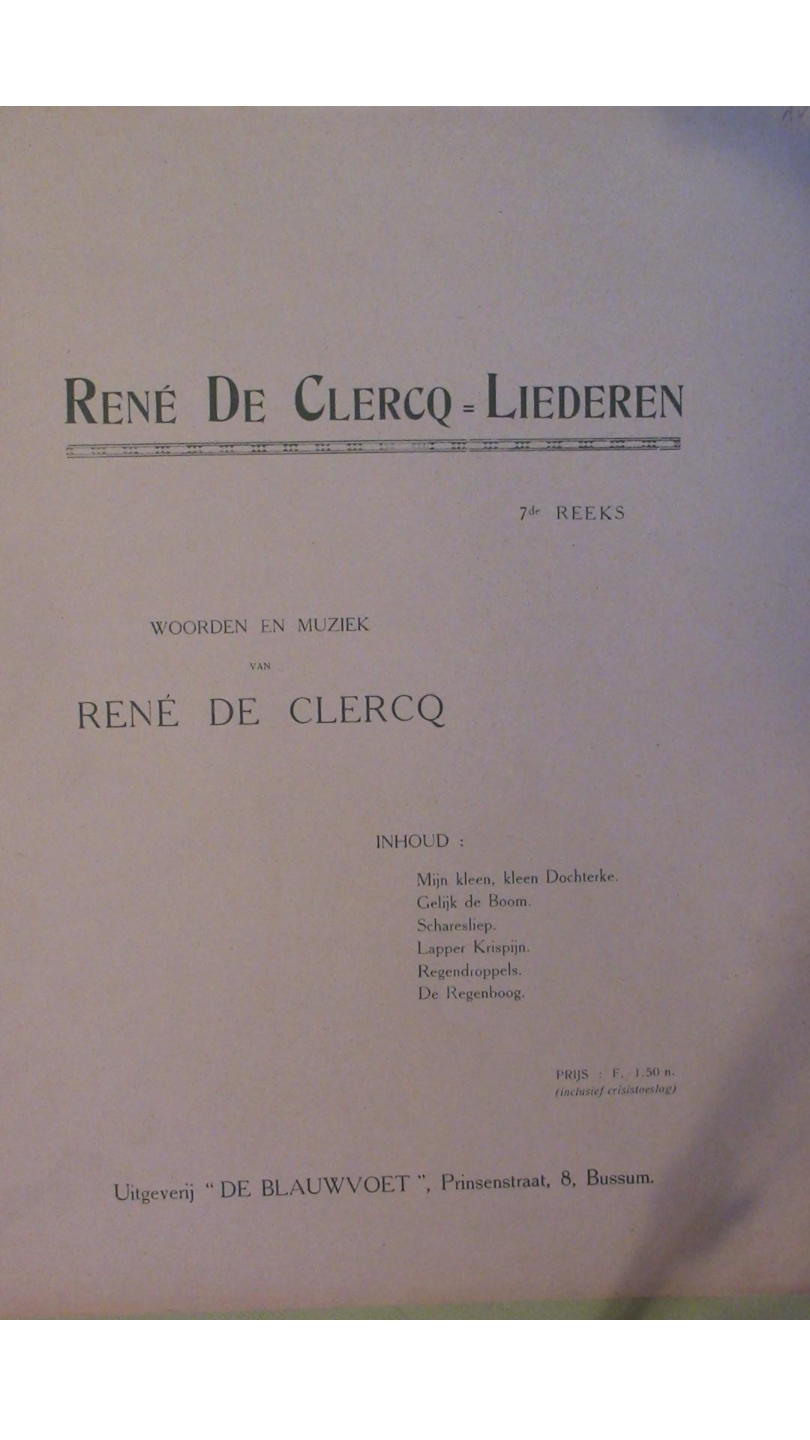 RENÉ DE CLERCQ = LIEDEREN
7de REEKS
WOORDEN EN MUZIEK
VAN
RENÉ DE CLERCQ
INHOUD :
Mijn kleen, kleen Dochterke.
Gelijk de Boom.
Scharesliep.
Lapper Krispijn.
Regendroppels.
De Regenboog.
PRIJS : F. 1.50 n.
(inclusief crisistoeslag)
Uitgeverij “ DE BLAUWVOET ”, Prinsenstraat, 8, Bussum.